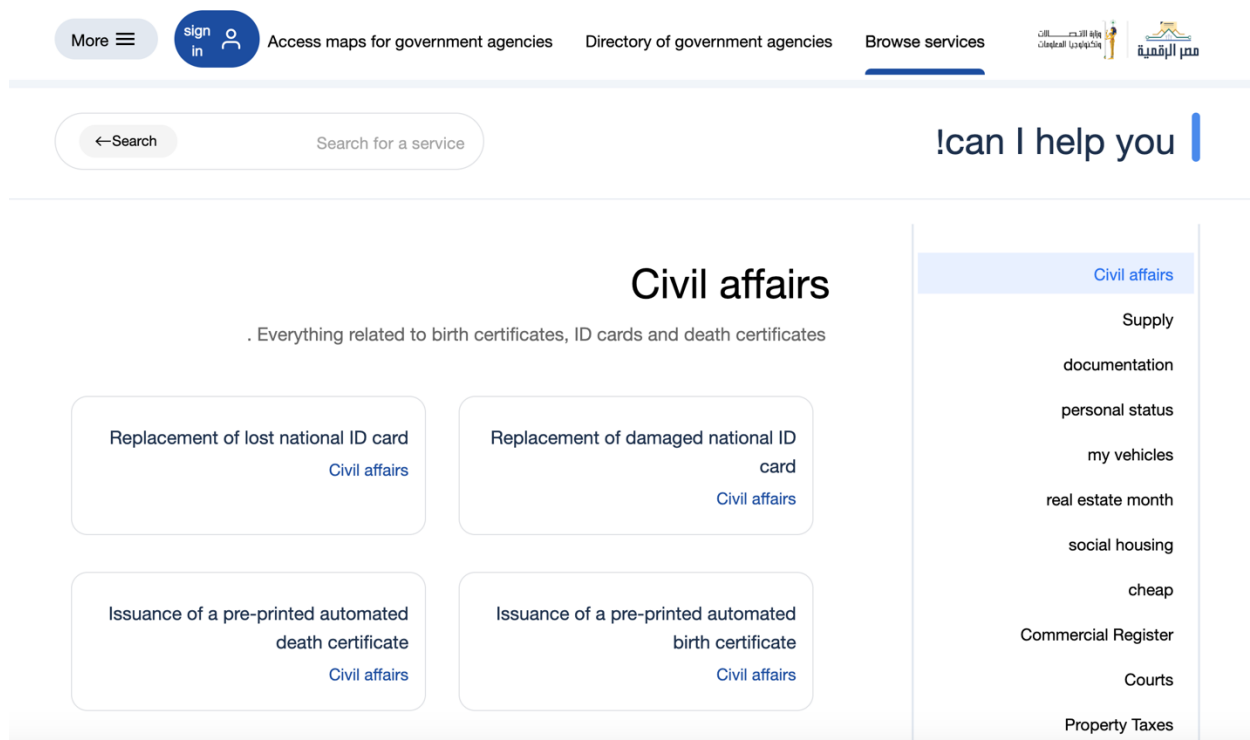 More
sign in
Access maps for government agencies
Directory of government agencies
Browse services
وزارة الاتصالات
وتكنولوجيا المعلومات
مصر الرقمية
←Search
Search for a service
!can I help you
Civil affairs
. Everything related to birth certificates, ID cards and death certificates
Replacement of lost national ID card
Civil affairs
Replacement of damaged national ID
card
Civil affairs
Issuance of a pre-printed automated
death certificate
Civil affairs
Issuance of a pre-printed automated
birth certificate
Civil affairs
Civil affairs
Supply
documentation
personal status
my vehicles
real estate month
social housing
cheap
Commercial Register
Courts
Property Taxes